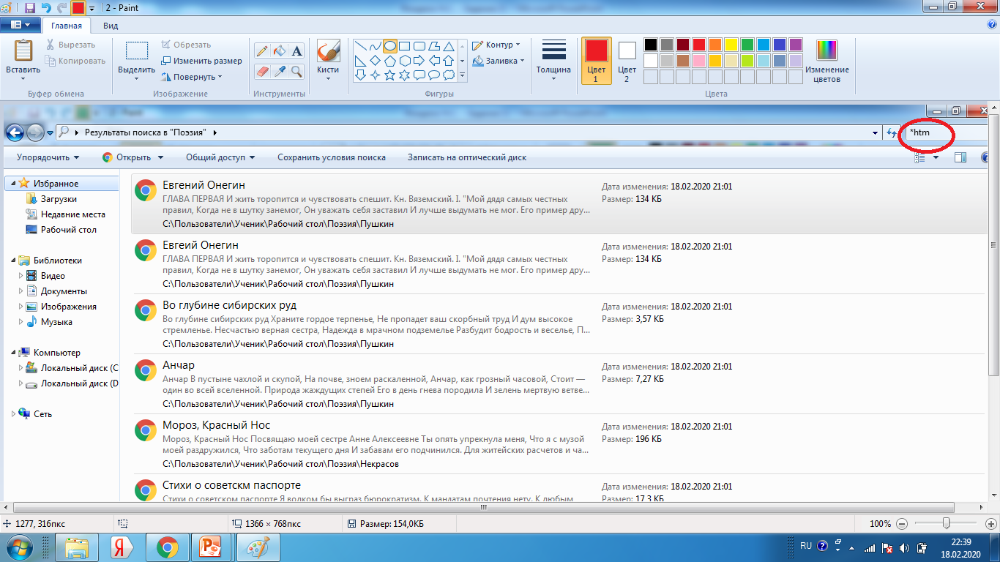 2 - Paint
Главная Вид
Вставить
Вырезать
Копировать
Буфер обмена
Выделить
Обрезать
Изменить размер
Повернуть
Изображение
Инструменты
Кисти
Контур
Заливка
Фигуры
Толщина
Цвет
1
Цвет
2
Изменение
цветов
Цвета
Результаты поиска в "Поэзия"
*htm
Упорядочить Открыть Общий доступ Сохранить условия поиска Записать на оптический диск
Избранное
Загрузки
Недавние места
Рабочий стол
Библиотеки
Видео
Документы
Изображения
Музыка
Компьютер
Локальный диск (C
Локальный диск (D
Сеть
Евгений Онегин
ГЛАВА ПЕРВАЯ И жить торопится и чувствовать спешит. Кн. Вяземский. I. "Мой дядя самых честных
правил, Когда не в шутку занемог, Он уважать себя заставил И лучше выдумать не мог. Его пример дру...
C:\Пользователи\Ученик\Рабочий стол\Поэзия\Пушкин
Дата изменения: 18.02.2020 21:01
Размер: 134 КБ
Евгеий Онегин
ГЛАВА ПЕРВАЯ И жить торопится и чувствовать спешит. Кн. Вяземский. I. "Мой дядя самых честных
правил, Когда не в шутку занемог, Он уважать себя заставил И лучше выдумать не мог. Его пример дру...
C:\Пользователи\Ученик\Рабочий стол\Поэзия\Пушкин
Дата изменения: 18.02.2020 21:01
Размер: 134 КБ
Во глубине сибирских руд
Во глубине сибирских руд Храните гордое терпенье, Не пропадет ваш скорбный труд И дум высокое
стремленье. Несчастью верная сестра, Надежда в мрачном подземелье Разбудит бодрость и веселье, П...
C:\Пользователи\Ученик\Рабочий стол\Поэзия\Пушкин
Дата изменения: 18.02.2020 21:01
Размер: 3,57 КБ
Анчар
Анчар В пустыне чахлой и скупой, На почве, зноем раскаленной, Анчар, как грозный часовой, Стоит —
один во всей вселенной. Природа жаждущих степей Его в день гнева породила И зелень мертвую ветве...
C:\Пользователи\Ученик\Рабочий стол\Поэзия\Пушкин
Дата изменения: 18.02.2020 21:01
Размер: 7,27 КБ
Мороз, Красный Нос
Мороз, Красный Нос Посвящаю моей сестре Анне Алексеевне Ты опять упрекнула меня, Что я с музой
моей раздружился, Что заботам текущего дня И забавам его подчинился. Для житейских расчетов и ча...
C:\Пользователи\Ученик\Рабочий стол\Поэзия\Некрасов
Дата изменения: 18.02.2020 21:01
Размер: 196 КБ
Стихи о советскм паспорте
Стихи о советском паспорте Я волком бы выграз бюрократизм. К мандатам почтения нету. К любым
Дата изменения: 18.02.2020 21:01
Размер: 17,3 КБ
1277, 316пкс 1366 × 768пкс Размер: 154,0КБ 100%
RU 22:39
18.02.2020